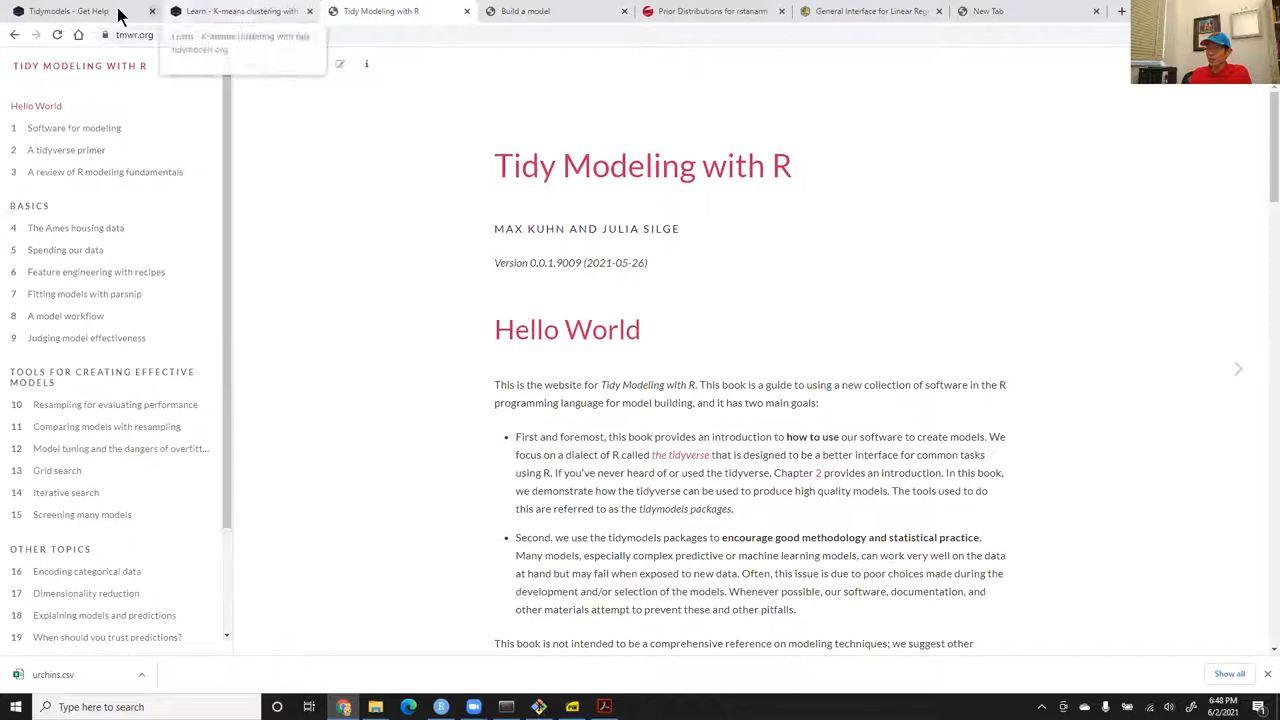 Tidymodels - Get Help
Learn - K-means clustering with
Tidy Modeling with R
Build a model
Prior Distributions for rstanarm
General Interface for Linear Reg
New Tab
tmwr.org
tidymodels org
TIDY MODELING WITH R
Hello World
1 Software for modeling
2 A tidyverse primer
3 A review of R modeling fundamentals
BASICS
4 The Ames housing data
5 Spending our data
6 Feature engineering with recipes
7 Fitting models with parsnip
8 A model workflow
9 Judging model effectiveness
TOOLS FOR CREATING EFFECTIVE
MODELS
10 Resampling for evaluating performance
11 Comparing models with resampling
12 Model tuning and the dangers of overfitt...
13 Grid search
14 Iterative search
15 Screening many models
OTHER TOPICS
16 Encoding categorical data
17 Dimensionality reduction
18 Explaining models and predictions
19 When should you trust predictions?
Tidy Modeling with R
MAX KUHN AND JULIA SILGE
Version 0.0.1.9009 (2021-05-26)
Hello World
This is the website for Tidy Modeling with R. This book is a guide to using a new collection of software in the R
programming language for model building, and it has two main goals:
• First and foremost, this book provides an introduction to how to use our software to create models. We
focus on a dialect of R called the tidyverse that is designed to be a better interface for common tasks
using R. If you've never heard of or used the tidyverse, Chapter 2 provides an introduction. In this book,
we demonstrate how the tidyverse can be used to produce high quality models. The tools used to do
this are referred to as the tidymodels packages.
• Second, we use the tidymodels packages to encourage good methodology and statistical practice.
Many models, especially complex predictive or machine learning models, can work very well on the data
at hand but may fail when exposed to new data. Often, this issue is due to poor choices made during the
development and/or selection of the models. Whenever possible, our software, documentation, and
other materials attempt to prevent these and other pitfalls.
This book is not intended to be a comprehensive reference on modeling techniques; we suggest other
urchins.csv
Show all
Type here to search
6:48 PM
6/2/2021